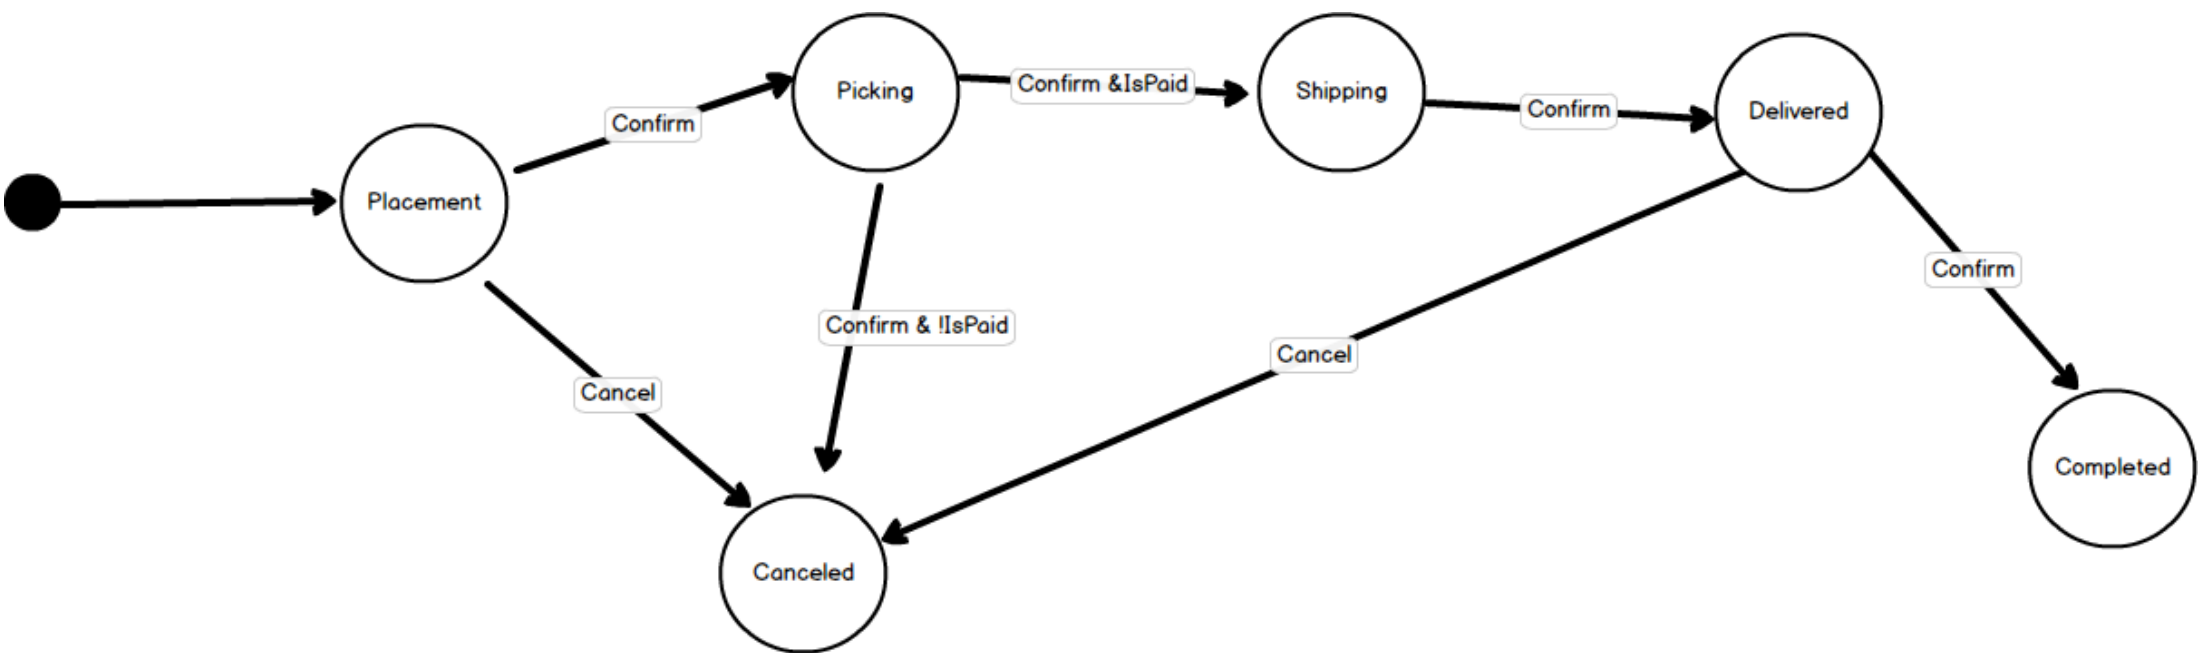 Picking
Confirm &IsPaid
Shipping
Confirm
Delivered
Confirm
Placement
Confirm
Confirm & !IsPaid
Cancel
Cancel
Completed
Canceled